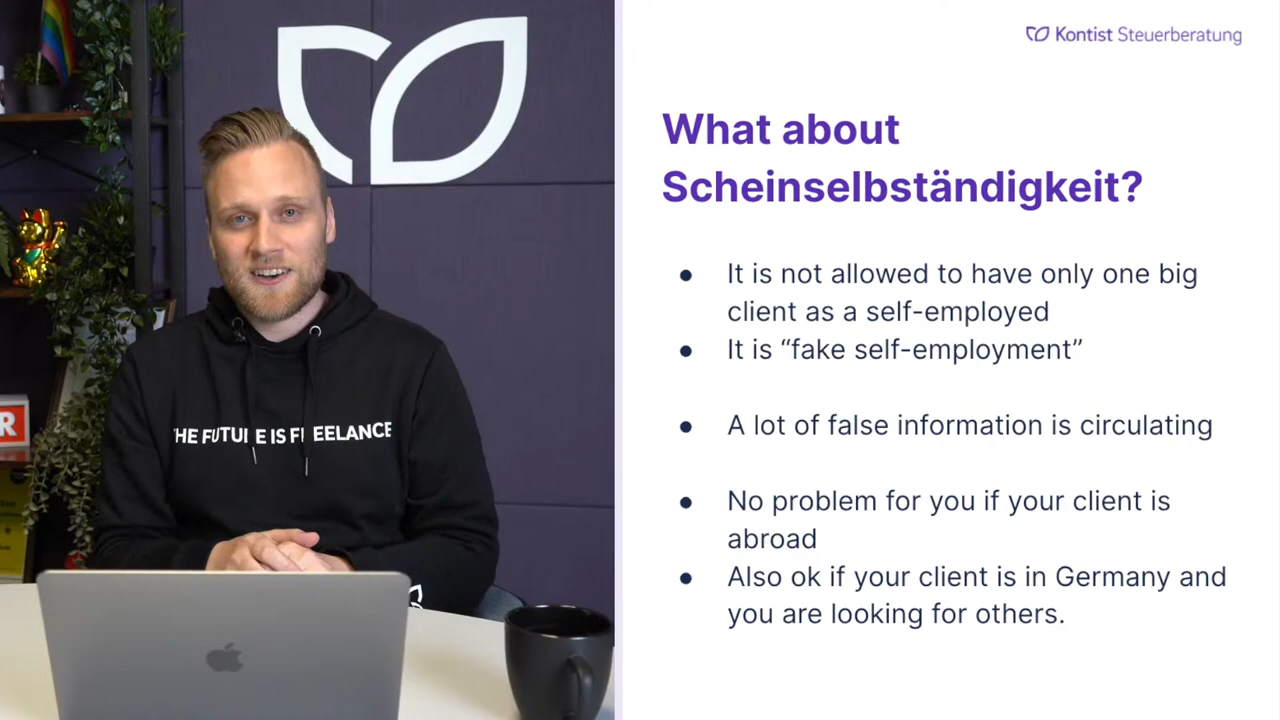 Kontist Steuerberatung
What about
Scheinselbständigkeit?
It is not allowed to have only one big
client as a self-employed
It is “fake self-employment”
A lot of false information is circulating
No problem for you if your client is
abroad
Also ok if your client is in Germany and
you are looking for others.
THE FUTURE IS FREELANCE
R